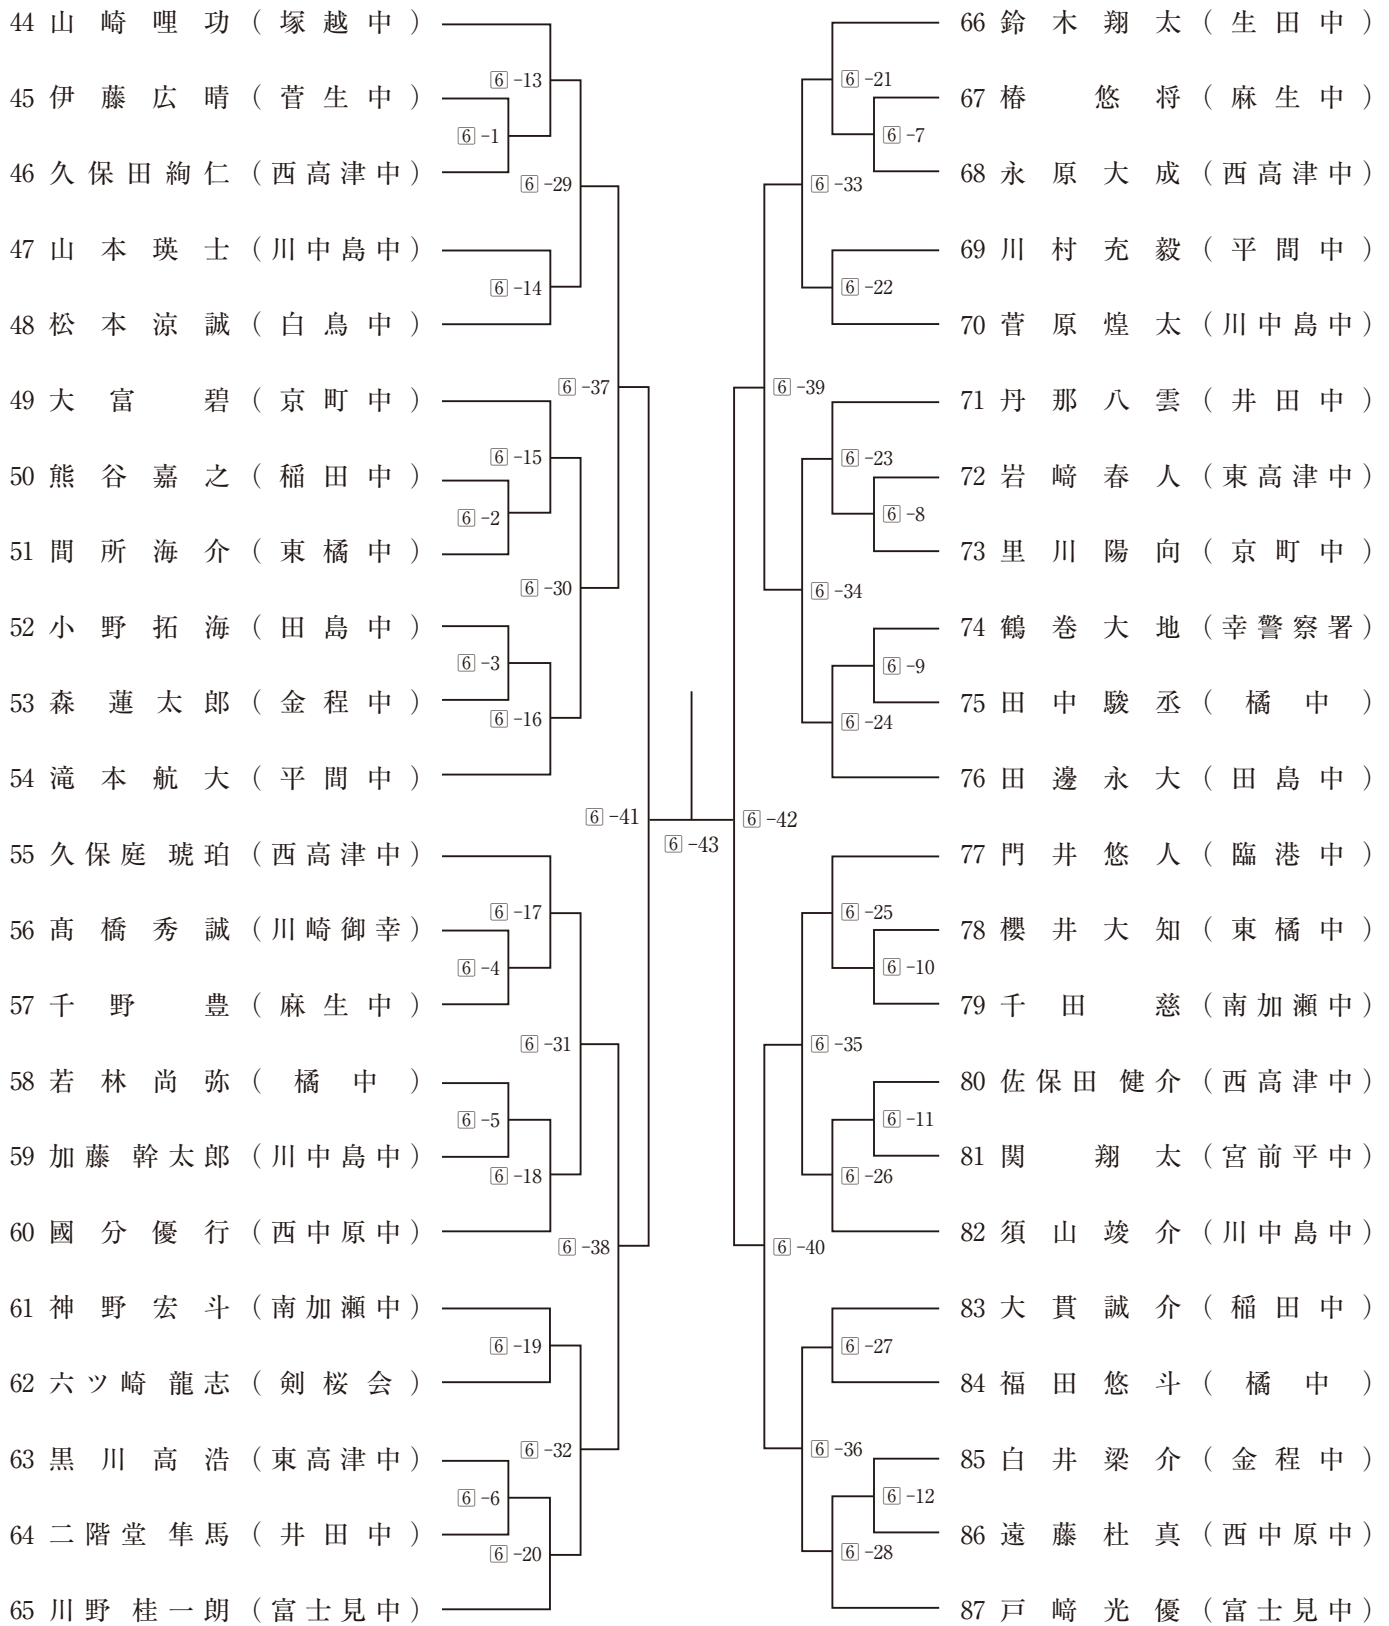 44 山崎哩功（塚越中）
45 伊藤広晴（菅生中）
46 久保田絢仁（西高津中）
47 山本瑛士（川中島中）
48 松本涼誠（白鳥中）
49 大富碧（京町中）
50 熊谷嘉之（稲田中）
51 間所海介（東橘中）
52 小野拓海（田島中）
53 森蓮太郎（金程中）
54 滝本航大（平間中）
55 久保庭琥珀（西高津中）
56 髙橋秀誠（川崎御幸）
57 千野豊（麻生中）
58 若林尚弥（橘中）
59 加藤幹太郎（川中島中）
60 國分優行（西中原中）
61 神野宏斗（南加瀬中）
62 六ツ崎龍志（剣桜会）
63 黒川高浩（東高津中）
64 二階堂隼馬（井田中）
65 川野桂一朗（富士見中）
6-1
6-2
6-3
6-4
6-5
6-6
6-13
6-14
6-15
6-16
6-17
6-18
6-19
6-20
6-29
6-30
6-31
6-32
6-37
6-38
6-41
6-43
6-42
6-39
6-40
6-33
6-34
6-35
6-36
6-21
6-22
6-23
6-24
6-25
6-26
6-27
6-28
6-7
6-8
6-9
6-10
6-11
6-12
66 鈴木翔太（生田中）
67 椿悠将（麻生中）
68 永原大成（西高津中）
69 川村充毅（平間中）
70 菅原煌太（川中島中）
71 丹那八雲（井田中）
72 岩﨑春人（東高津中）
73 里川陽向（京町中）
74 鶴巻大地（幸警察署）
75 田中駿丞（橘中）
76 田邊永大（田島中）
77 門井悠人（臨港中）
78 櫻井大知（東橘中）
79 千田慈（南加瀬中）
80 佐保田健介（西高津中）
81 関翔太（宮前平中）
82 須山竣介（川中島中）
83 大貫誠介（稲田中）
84 福田悠斗（橘中）
85 白井梁介（金程中）
86 遠藤杜真（西中原中）
87 戸﨑光優（富士見中）